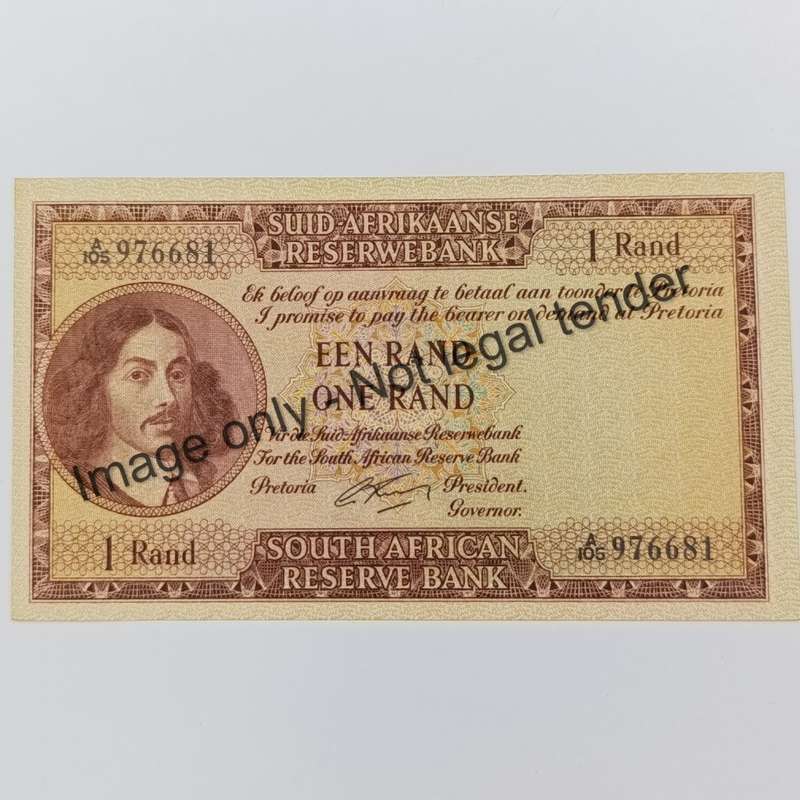 SUID-AFRIKAANSE
RESERWEBANK
A/105 976681
1 Rand
Ek beloof op aanvraag te betaal aan toonder te Pretoria
I promise to pay the bearer on demand at Pretoria
EEN RAND
ONE RAND
Vir die Suid-Afrikaanse Reserwebank
For the South African Reserve Bank
Pretoria President.
Governor.
1 Rand
SOUTH AFRICAN
RESERVE BANK
A/105 976681
Image only - Not legal tender